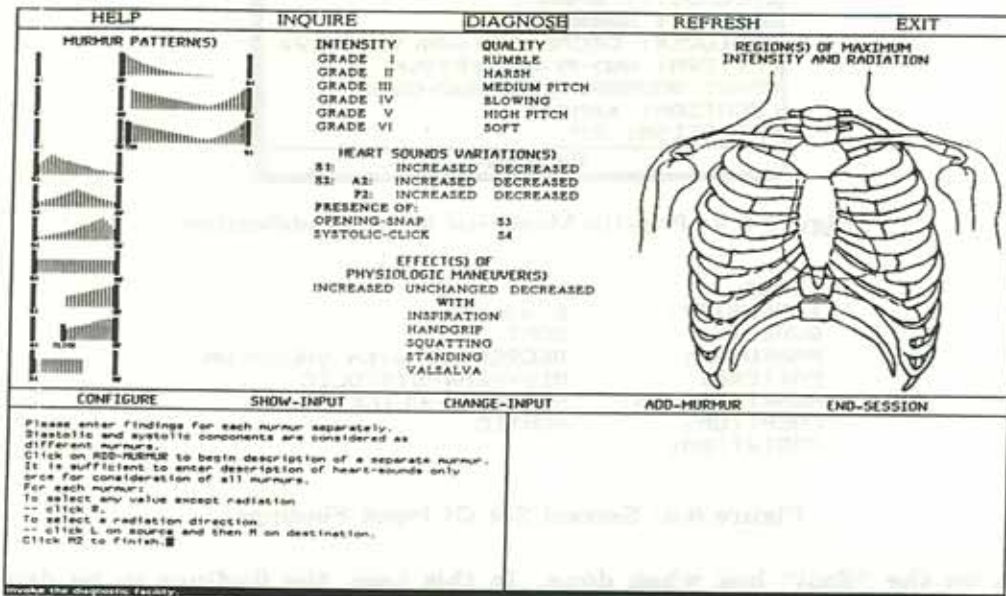 HELP INQUIRE DIAGNOSE REFRESH EXIT
MURMUR PATTERN(S)
INTENSITY QUALITY
GRADE I RUMBLE
GRADE II HARSH
GRADE III MEDIUM PITCH
GRADE IV BLOWING
GRADE V HIGH PITCH
GRADE VI SOFT
HEART SOUNDS VARIATION(S)
S1: INCREASED DECREASED
S2: A2: INCREASED DECREASED
P2: INCREASED DECREASED
PRESENCE OF:
OPENING-SNAP S3
SYSTOLIC-CLICK S4
EFFECT(S) OF
PHYSIOLOGIC MANEUVER(S)
INCREASED UNCHANGED DECREASED
WITH
INSPIRATION
HANDGRIP
SQUATTING
STANDING
VALSALVA
REGION(S) OF MAXIMUM
INTENSITY AND RADIATION
CONFIGURE SHOW-INPUT CHANGE-INPUT ADD-MURMUR END-SESSION
Please enter findings for each murmur separately.
Diastolic and systolic components are considered as
different murmurs.
Click on ADD-MURMUR to begin description of a separate murmur.
It is sufficient to enter description of heart-sounds only
once for consideration of all murmurs.
For each murmur:
To select any value except radiation
-- click R.
To select a radiation direction
-- click L on source and then M on destination.
Click M2 to finish.
Invoke the diagnostic facility.